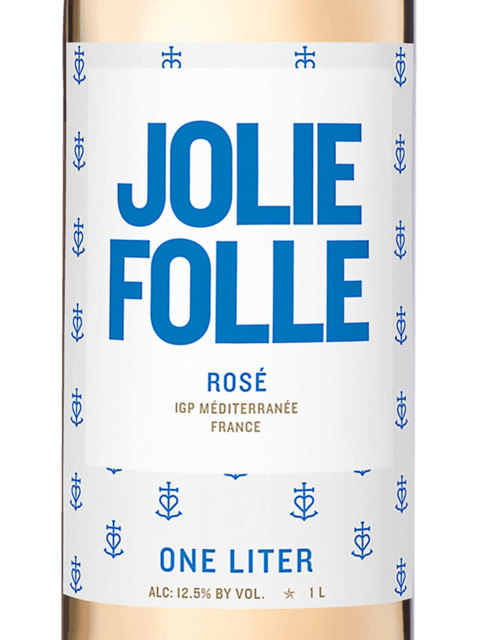 JOLIE
FOLLE
ROSÉ
IGP MÉDITERRANÉE
FRANCE
ONE LITER
ALC: 12.5% BY VOL. ★ 1 L